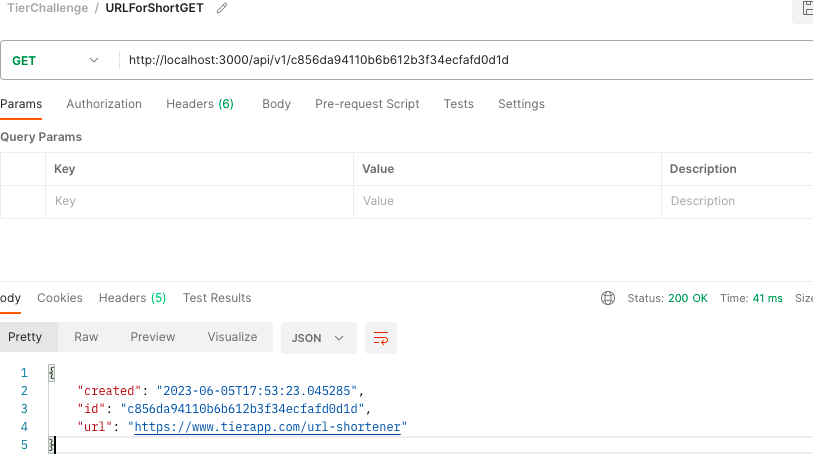 TierChallenge / URLForShortGET
GET http://localhost:3000/api/v1/c856da94110b6b612b3f34ecfafd0d1d
Params Authorization Headers (6) Body Pre-request Script Tests Settings
Query Params
Key Value Description
Key Value Description
ody Cookies Headers (5) Test Results Status: 200 OK Time: 41 ms Size
Pretty Raw Preview Visualize JSON
1 {
2 "created": "2023-06-05T17:53:23.045285",
3 "id": "c856da94110b6b612b3f34ecfafd0d1d",
4 "url": "https://www.tierapp.com/url-shortener"
5 }